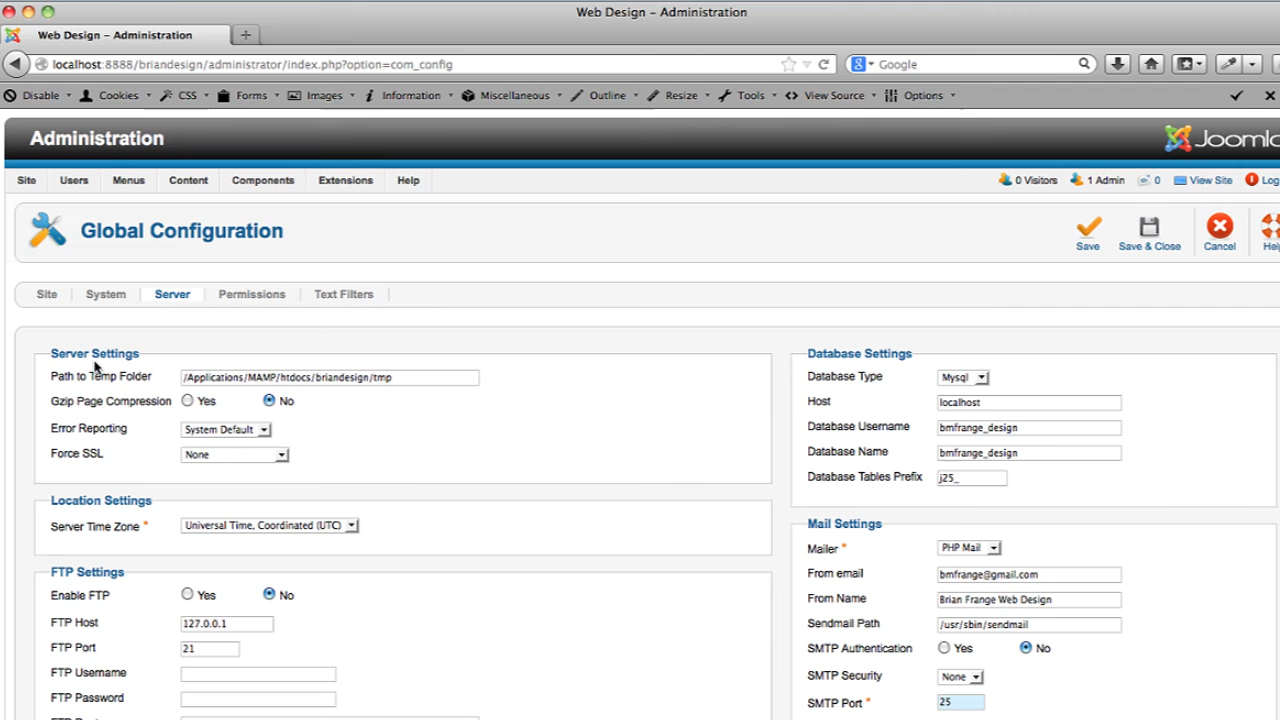 Web Design – Administration
Web Design – Administration
localhost:8888/briandesign/administrator/index.php?option=com_config
Google
Disable Cookies CSS Forms Images Information Miscellaneous Outline Resize Tools View Source Options
Administration
Joomla
Site Users Menus Content Components Extensions Help
0 Visitors 1 Admin 0 View Site Log
Global Configuration
Save Save & Close Cancel Help
Site System Server Permissions Text Filters
Server Settings
Path to Temp Folder /Applications/MAMP/htdocs/briandesign/tmp
Gzip Page Compression Yes No
Error Reporting System Default
Force SSL None
Location Settings
Server Time Zone * Universal Time, Coordinated (UTC)
FTP Settings
Enable FTP Yes No
FTP Host 127.0.0.1
FTP Port 21
FTP Username
FTP Password
Database Settings
Database Type Mysql
Host localhost
Database Username bmfrange_design
Database Name bmfrange_design
Database Tables Prefix j25_
Mail Settings
Mailer * PHP Mail
From email bmfrange@gmail.com
From Name Brian Frange Web Design
Sendmail Path /usr/sbin/sendmail
SMTP Authentication Yes No
SMTP Security None
SMTP Port * 25